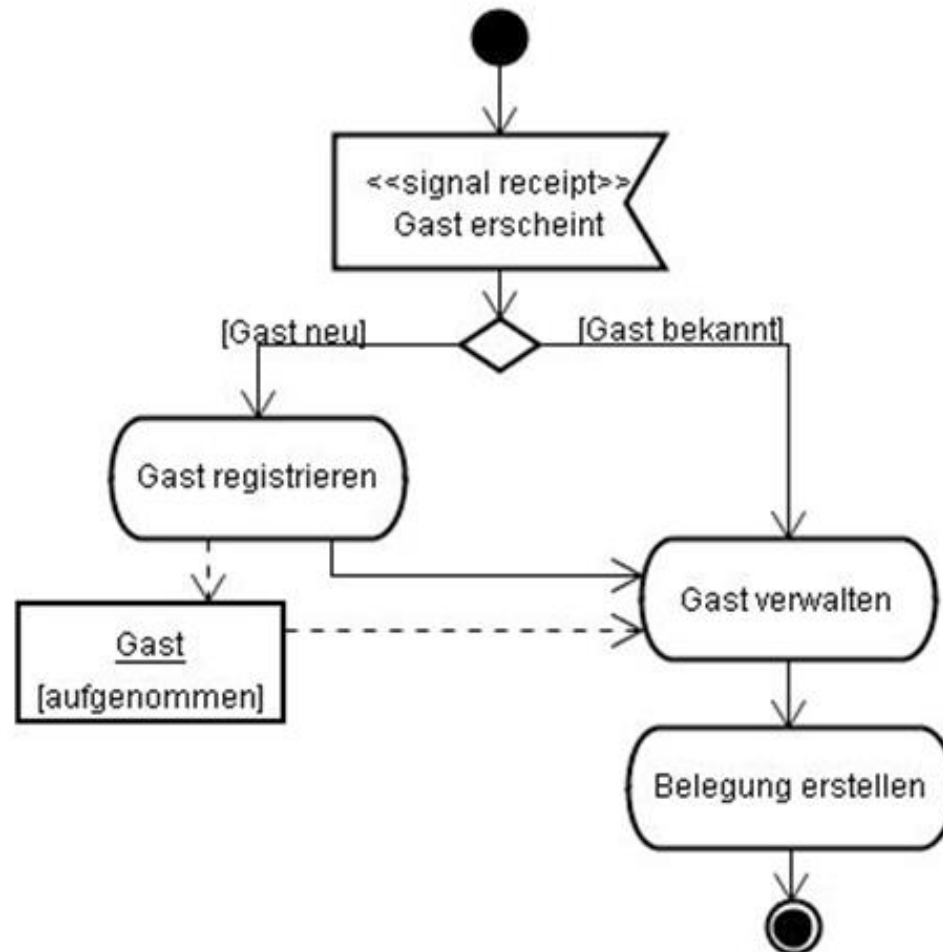 <<signal receipt>>
Gast erscheint
[Gast neu]
[Gast bekannt]
Gast registrieren
Gast verwalten
Gast
[aufgenommen]
Belegung erstellen